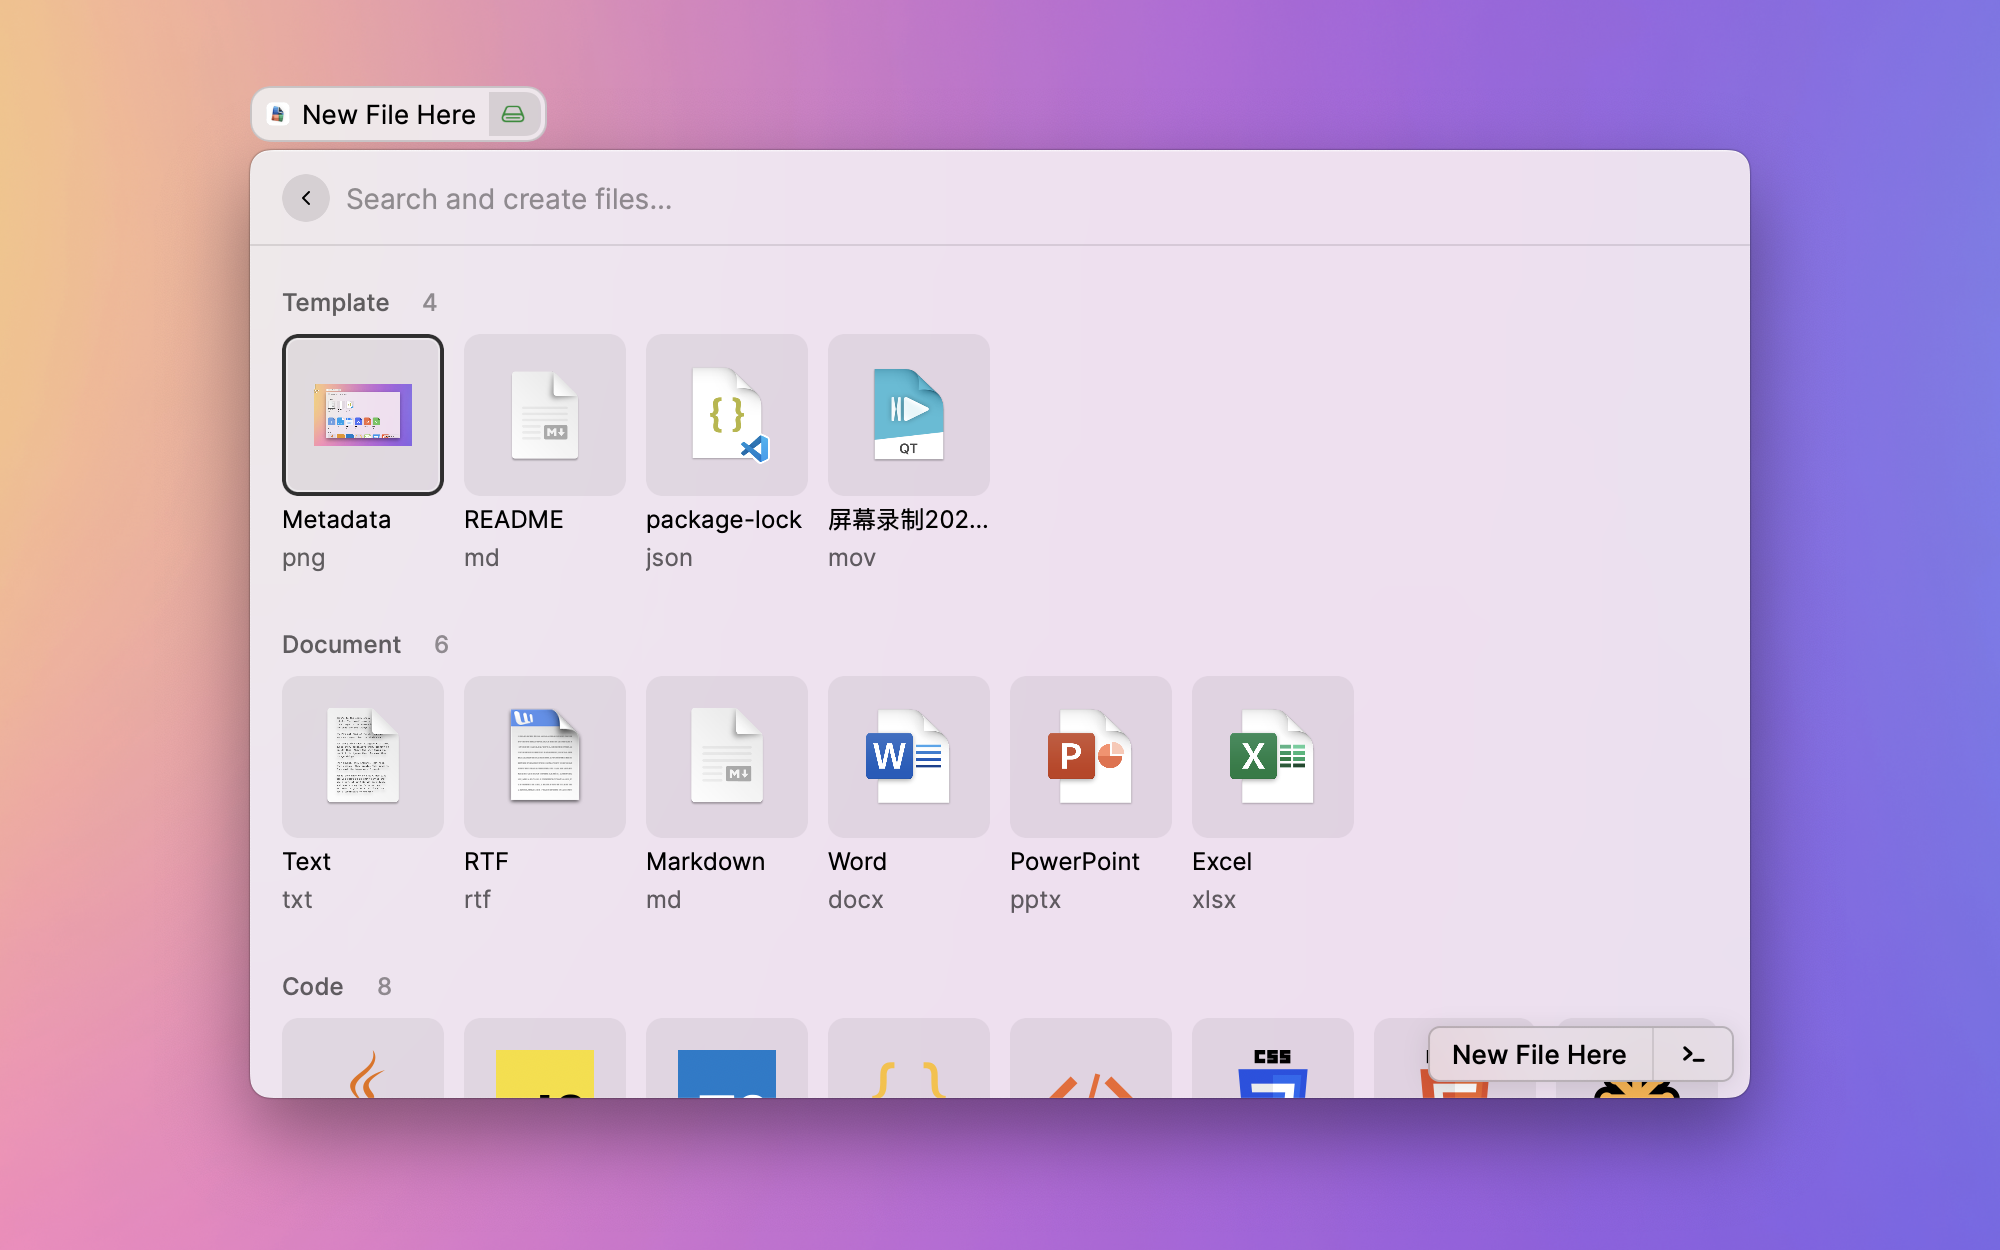 New File Here
Search and create files...
Template 4
QT
Metadata
png
README
md
package-lock
json
屏幕录制202...
mov
Document 6
W
P
X
Text
txt
RTF
rtf
Markdown
md
Word
docx
PowerPoint
pptx
Excel
xlsx
Code 8
CSS
New File Here